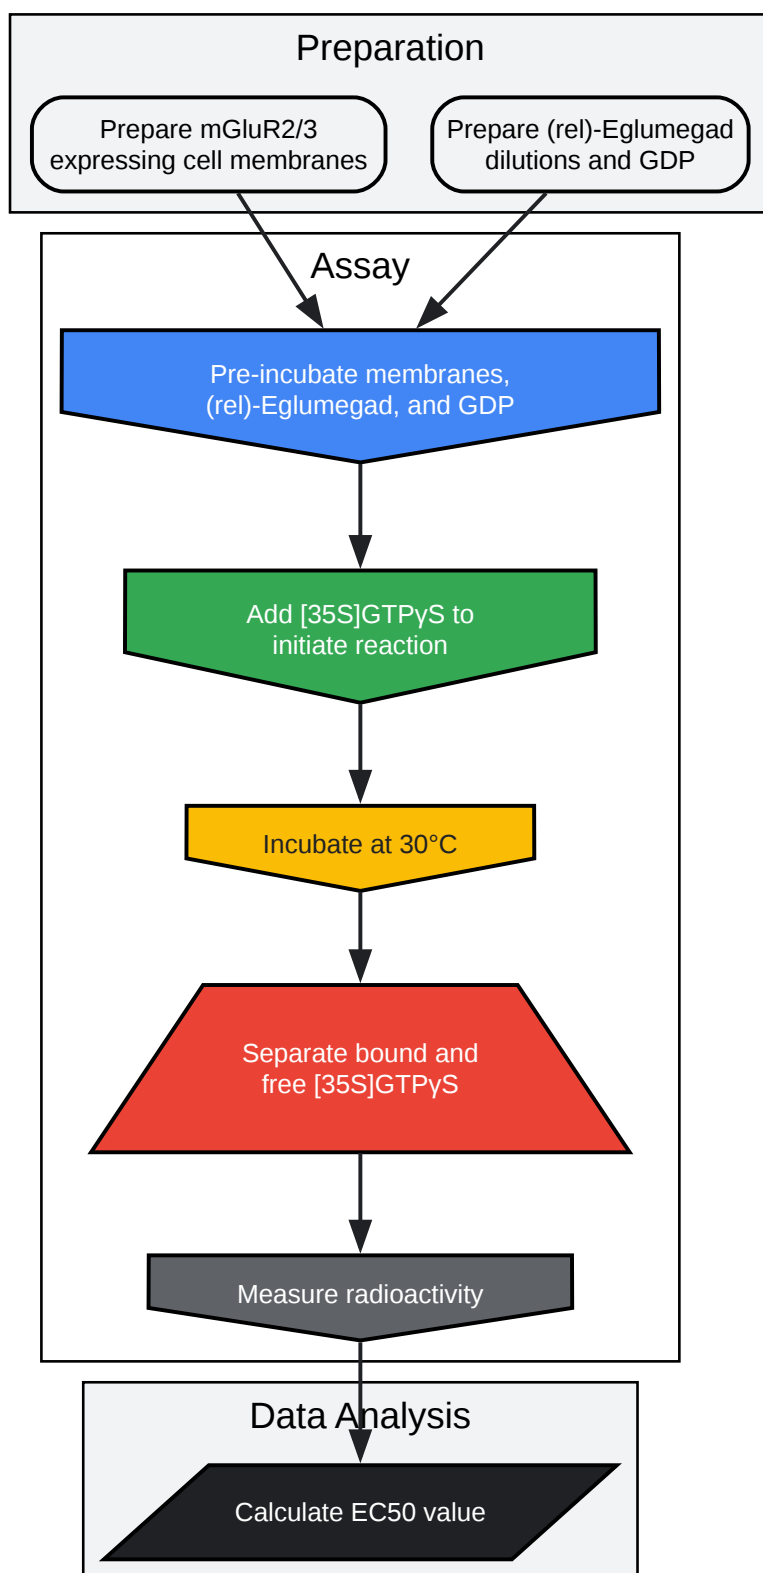 Preparation
Prepare mGluR2/3
expressing cell membranes
Prepare (rel)-Eglumegad
dilutions and GDP
Assay
Pre-incubate membranes,
(rel)-Eglumegad, and GDP
Add [35S]GTPγS to
initiate reaction
Incubate at 30°C
Separate bound and
free [35S]GTPγS
Measure radioactivity
Data Analysis
Calculate EC50 value